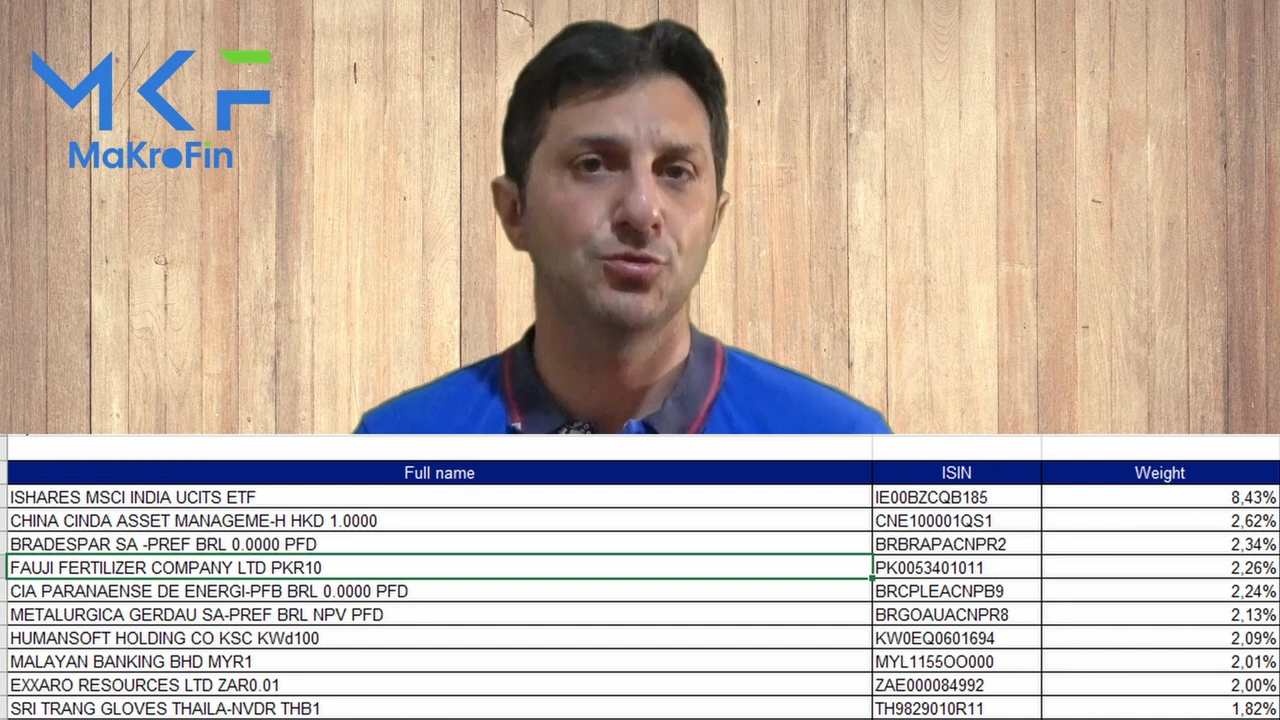 MKF
MaKroFin
Full name ISIN Weight
ISHARES MSCI INDIA UCITS ETF IE00BZCQB185 8,43%
CHINA CINDA ASSET MANAGEME-H HKD 1.0000 CNE100001QS1 2,62%
BRADESPAR SA -PREF BRL 0.0000 PFD BRBRAPACNPR2 2,34%
FAUJI FERTILIZER COMPANY LTD PKR10 PK0053401011 2,26%
CIA PARANAENSE DE ENERGI-PFB BRL 0.0000 PFD BRCPLEACNPB9 2,24%
METALURGICA GERDAU SA-PREF BRL NPV PFD BRGOAUACNPR8 2,13%
HUMANSOFT HOLDING CO KSC KWd100 KW0EQ0601694 2,09%
MALAYAN BANKING BHD MYR1 MYL1155OO000 2,01%
EXXARO RESOURCES LTD ZAR0.01 ZAE000084992 2,00%
SRI TRANG GLOVES THAILA-NVDR THB1 TH9829010R11 1,82%